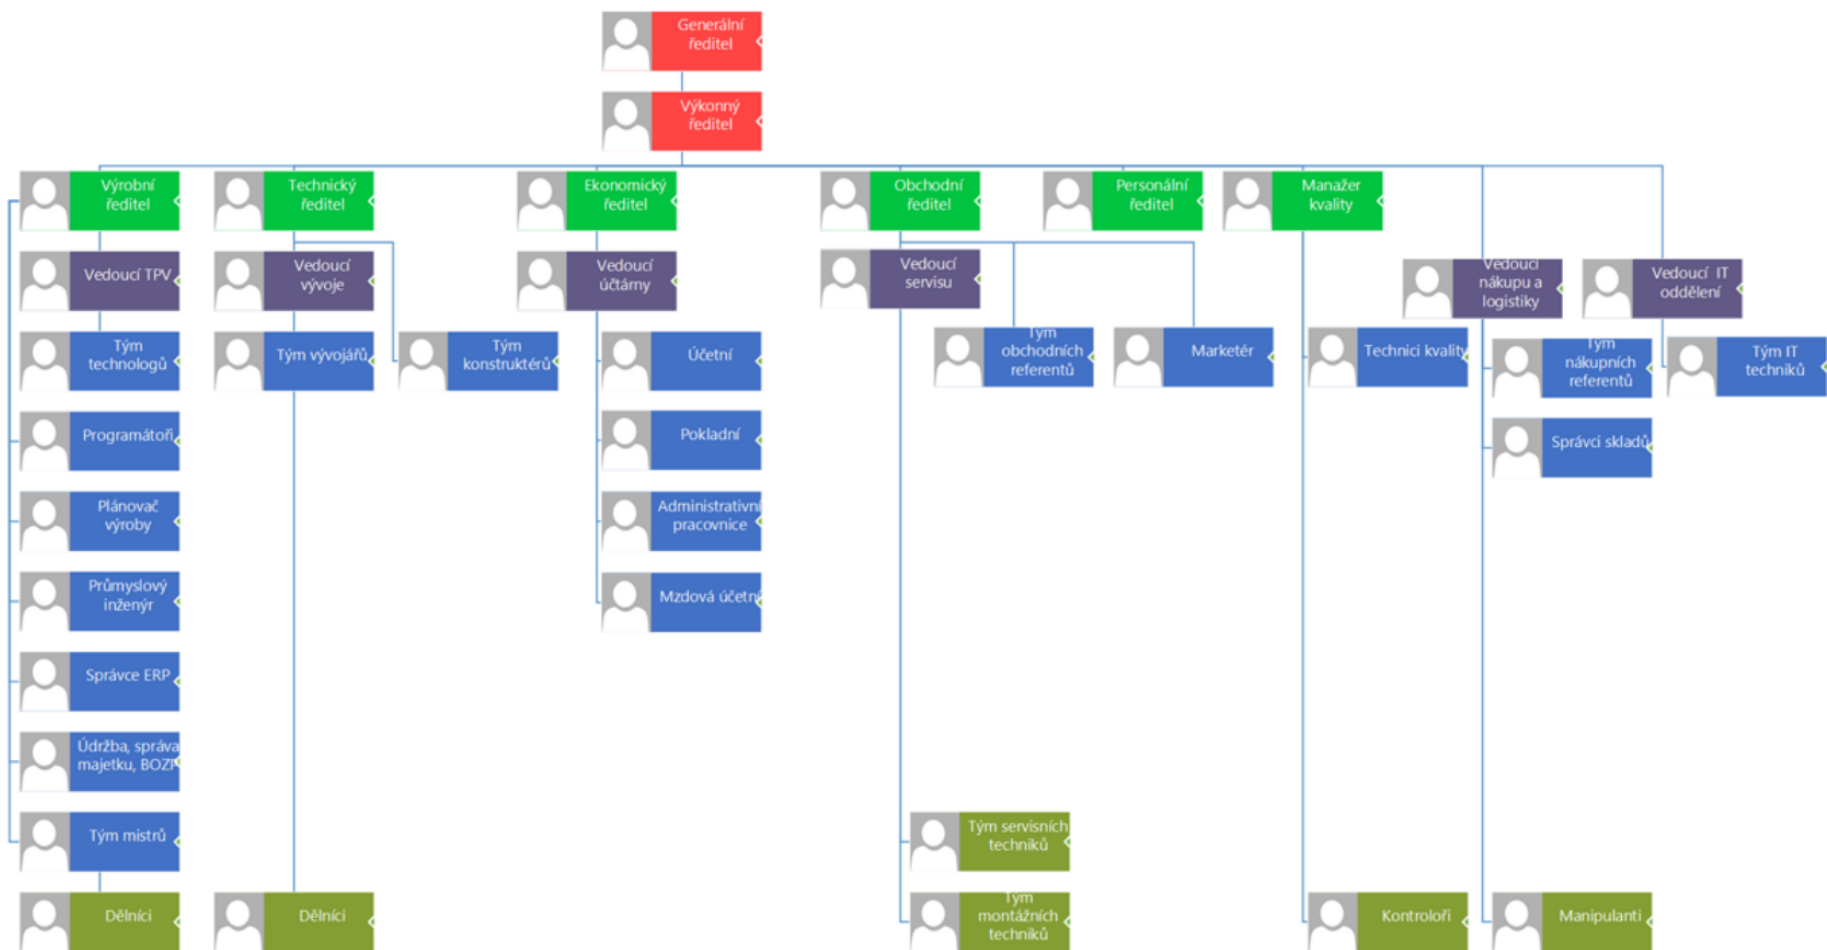 Generální
ředitel
Výkonný
ředitel
Výrobní
ředitel
Technický
ředitel
Ekonomický
ředitel
Obchodní
ředitel
Personální
ředitel
Manažer
kvality
Vedoucí TPV
Vedoucí
vývoje
Vedoucí
účtárny
Vedoucí
servisu
Vedoucí
nákupu a
logistiky
Vedoucí IT
oddělení
Tým
technologů
Tým vývojářů
Tým
konstruktérů
Účetní
Tým
obchodních
referentů
Marketér
Technici kvality
Tým
nákupních
referentů
Tým IT
techniků
Programátoři
Pokladní
Správci skladů
Plánovač
výroby
Administrativní
pracovnice
Průmyslový
inženýr
Mzdová účetní
Správce ERP
Údržba, správa
majetku, BOZP
Tým mistrů
Tým servisních
techniků
Dělníci
Dělníci
Tým
montážních
techniků
Kontroloři
Manipulanti